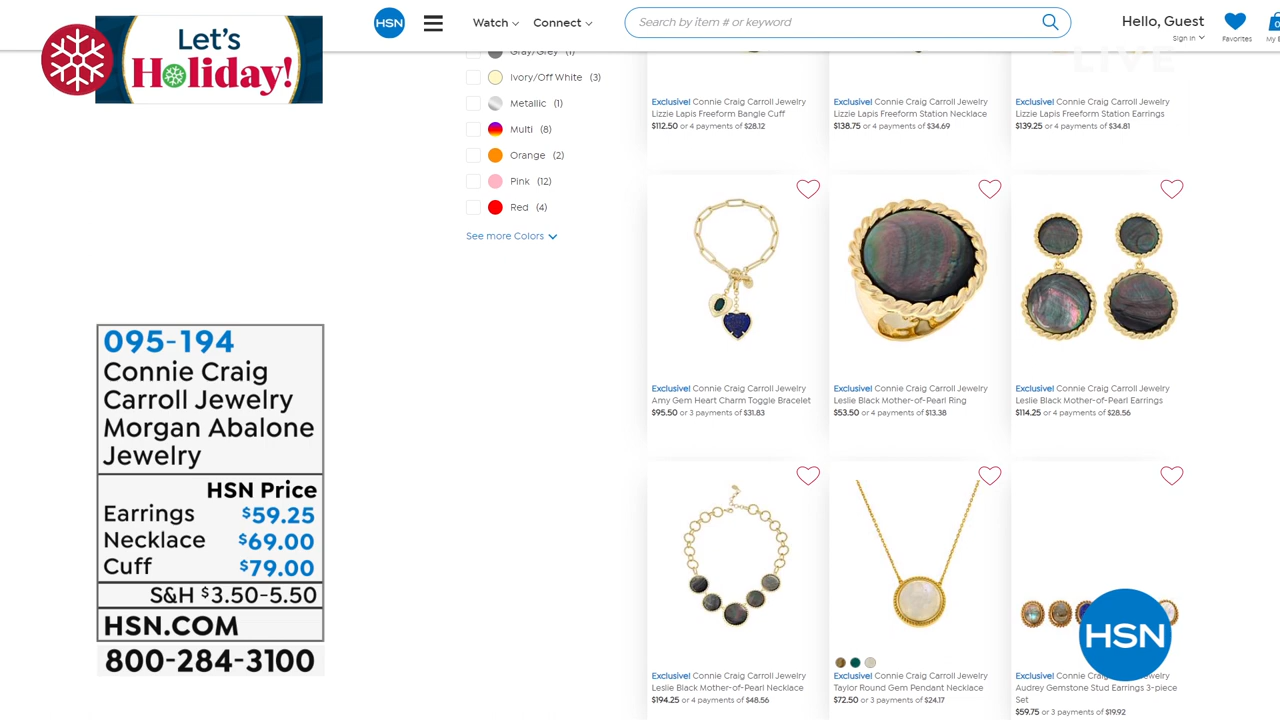 Let's
Holiday!
HSN
Watch
Connect
Search by item # or keyword
Hello, Guest
Sign in
Favorites
0
My
LIVE
Gray/Grey (1)
Ivory/Off White (3)
Metallic (1)
Multi (8)
Orange (2)
Pink (12)
Red (4)
See more Colors
Exclusive! Connie Craig Carroll Jewelry
Lizzie Lapis Freeform Bangle Cuff
$112.50 or 4 payments of $28.12
Exclusive! Connie Craig Carroll Jewelry
Lizzie Lapis Freeform Station Necklace
$138.75 or 4 payments of $34.69
Exclusive! Connie Craig Carroll Jewelry
Lizzie Lapis Freeform Station Earrings
$139.25 or 4 payments of $34.81
Exclusive! Connie Craig Carroll Jewelry
Amy Gem Heart Charm Toggle Bracelet
$95.50 or 3 payments of $31.83
Exclusive! Connie Craig Carroll Jewelry
Leslie Black Mother-of-Pearl Ring
$53.50 or 4 payments of $13.38
Exclusive! Connie Craig Carroll Jewelry
Leslie Black Mother-of-Pearl Earrings
$114.25 or 4 payments of $28.56
Exclusive! Connie Craig Carroll Jewelry
Leslie Black Mother-of-Pearl Necklace
$194.25 or 4 payments of $48.56
Exclusive! Connie Craig Carroll Jewelry
Taylor Round Gem Pendant Necklace
$72.50 or 3 payments of $24.17
Exclusive! Connie Craig Carroll Jewelry
Audrey Gemstone Stud Earrings 3-piece
Set
$59.75 or 3 payments of $19.92
095-194
Connie Craig
Carroll Jewelry
Morgan Abalone
Jewelry
HSN Price
Earrings $59.25
Necklace $69.00
Cuff $79.00
S&H $3.50-5.50
HSN.COM
800-284-3100
HSN